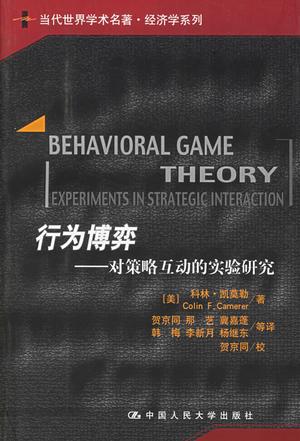 当代世界学术名著·经济学系列
BEHAVIORAL GAME
THEORY
EXPERIMENTS IN STRATEGIC INTERACTION
行为博弈
——对策略互动的实验研究
[美] 科林·凯莫勒 著
Colin F. Camerer
贺京同 那艺 冀嘉蓬
韩梅 李新月 杨继东 等译
贺京同/校
中国人民大学出版社